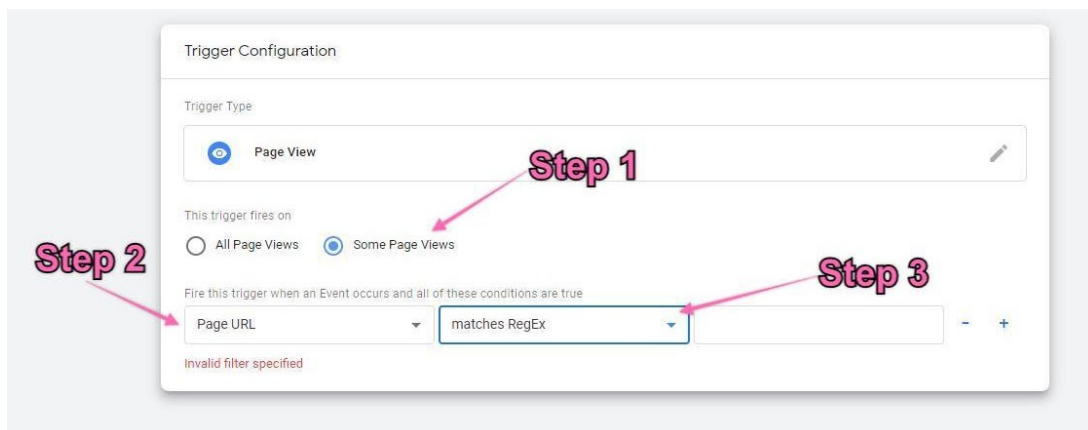 Trigger Configuration
Trigger Type
Page View
Step 1
This trigger fires on
All Page Views Some Page Views
Step 2
Step 3
Fire this trigger when an Event occurs and all of these conditions are true
Page URL matches RegEx - +
Invalid filter specified